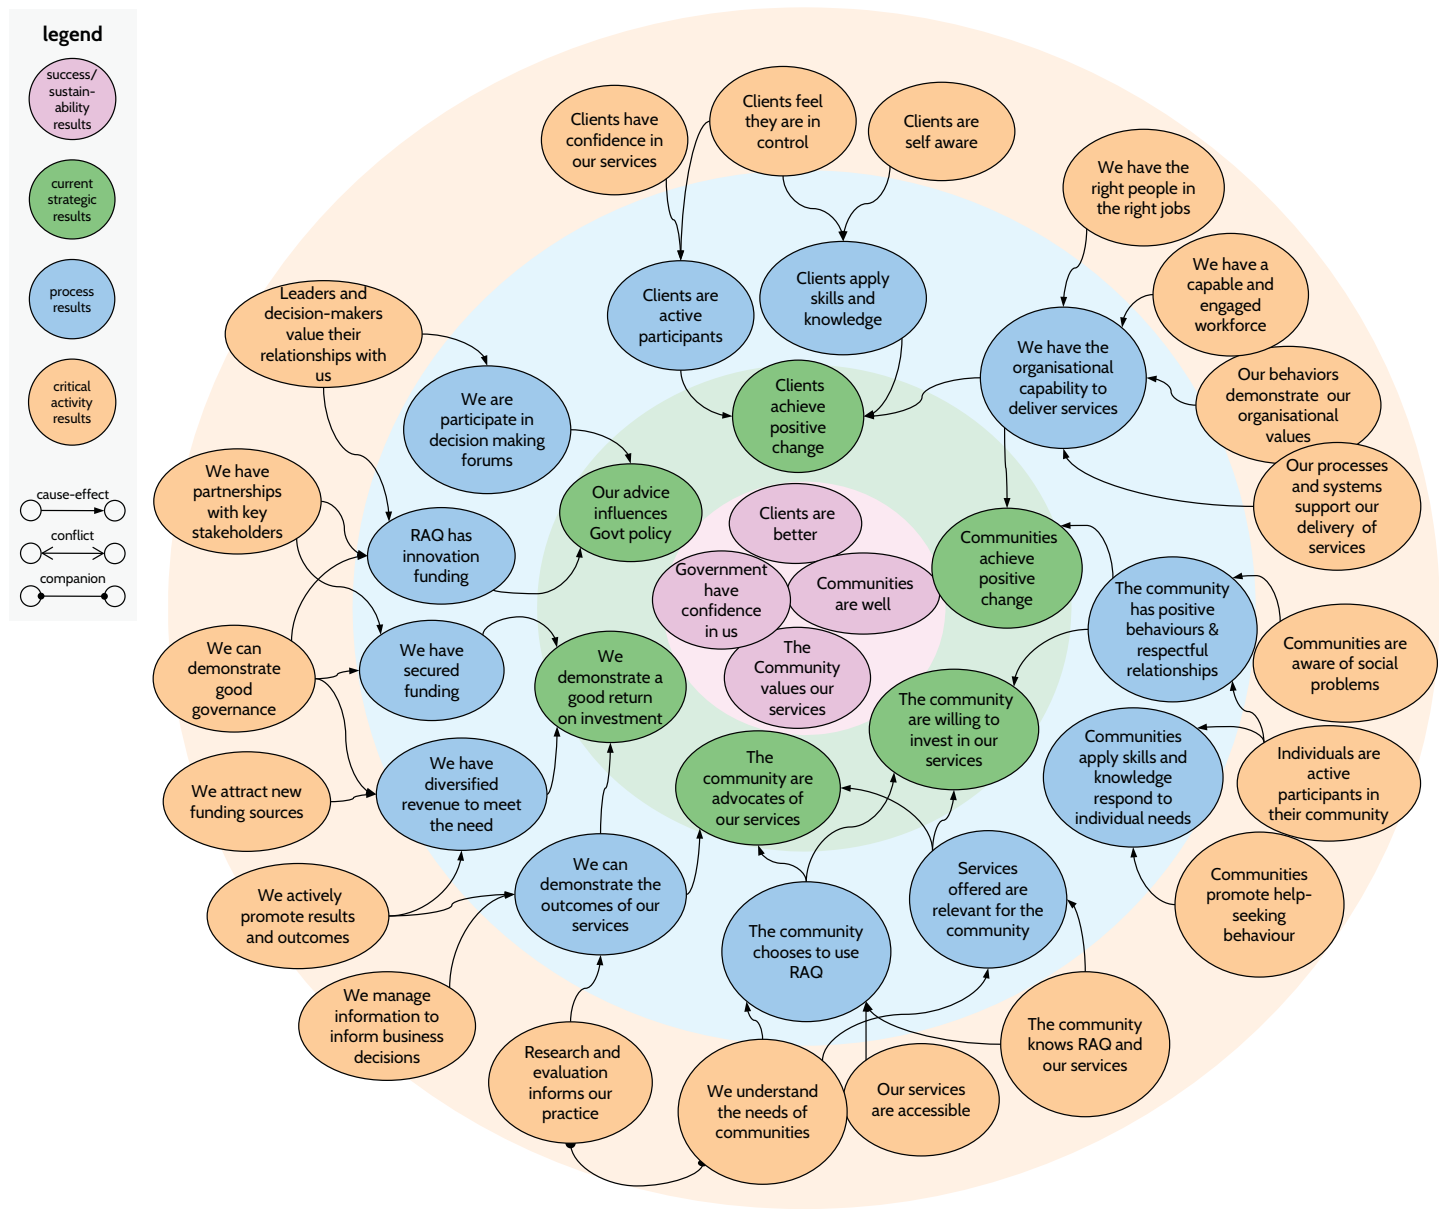 legend
success/
sustain-
ability
results
current
strategic
results
process
results
critical
activity
results
cause-effect
conflict
companion
Clients have
confidence in
our services
Clients feel
they are in
control
Clients are
self aware
We have the
right people in
the right jobs
We have a
capable and
engaged
workforce
Our behaviors
demonstrate our
organisational
values
Our processes
and systems
support our
delivery of
services
Leaders and
decision-makers
value their
relationships with
us
Clients are
active
participants
Clients apply
skills and
knowledge
We have the
organisational
capability to
deliver services
We are
participate in
decision making
forums
Clients
achieve
positive
change
We have
partnerships
with key
stakeholders
RAQ has
innovation
funding
Our advice
influences
Govt policy
Clients are
better
Government
have
confidence
in us
Communities
are well
The
Community
values our
services
Communities
achieve
positive
change
The community
has positive
behaviours &
respectful
relationships
Communities are
aware of social
problems
We can
demonstrate
good
governance
We have
secured
funding
We
demonstrate a
good return
on investment
The community
are willing to
invest in our
services
Communities
apply skills and
knowledge
respond to
individual needs
Individuals are
active
participants in
their community
We attract new
funding sources
We have
diversified
revenue to meet
the need
The
community are
advocates of
our services
We actively
promote results
and outcomes
We can
demonstrate the
outcomes of our
services
The community
chooses to use
RAQ
Services
offered are
relevant for the
community
Communities
promote help-
seeking
behaviour
We manage
information to
inform business
decisions
Research and
evaluation
informs our
practice
We understand
the needs of
communities
Our services
are accessible
The community
knows RAQ and
our services